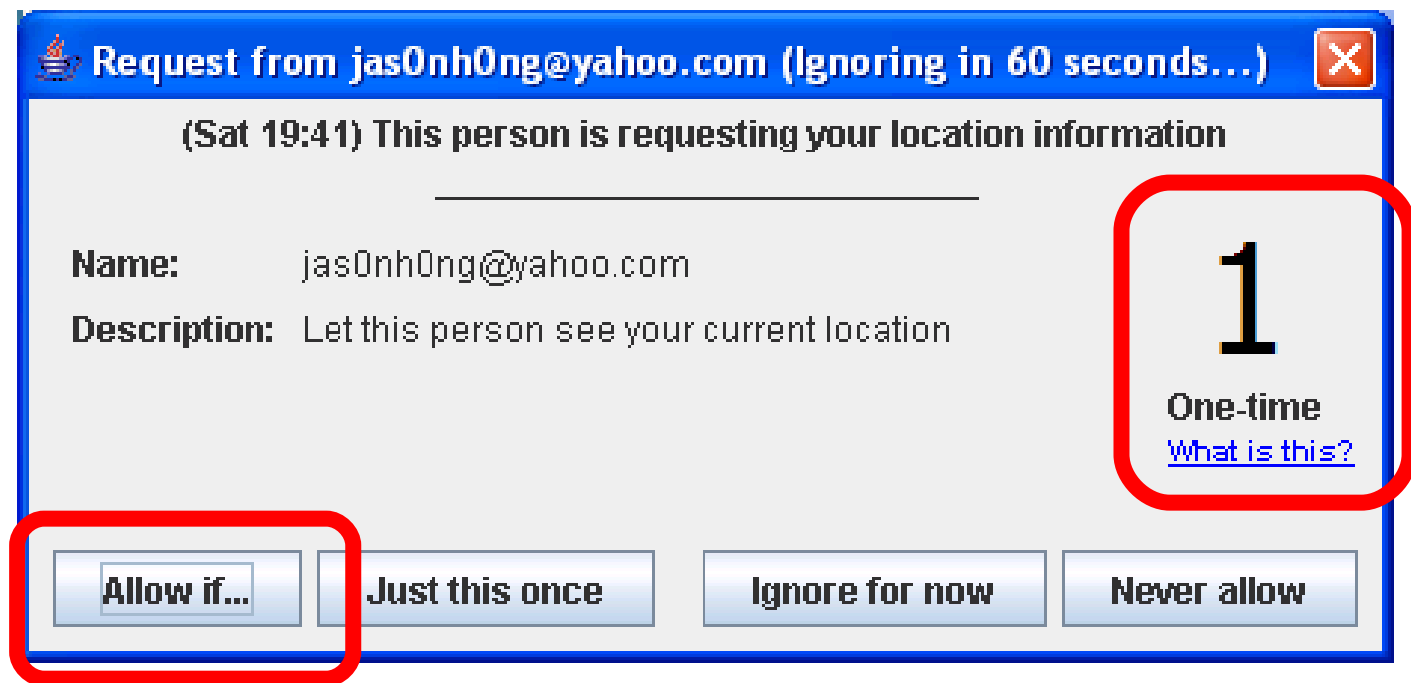 Request from jas0nh0ng@yahoo.com (Ignoring in 60 seconds...)
(Sat 19:41) This person is requesting your location information
Name: jas0nh0ng@yahoo.com
Description: Let this person see your current location
1
One-time
What is this?
Allow if... Just this once Ignore for now Never allow